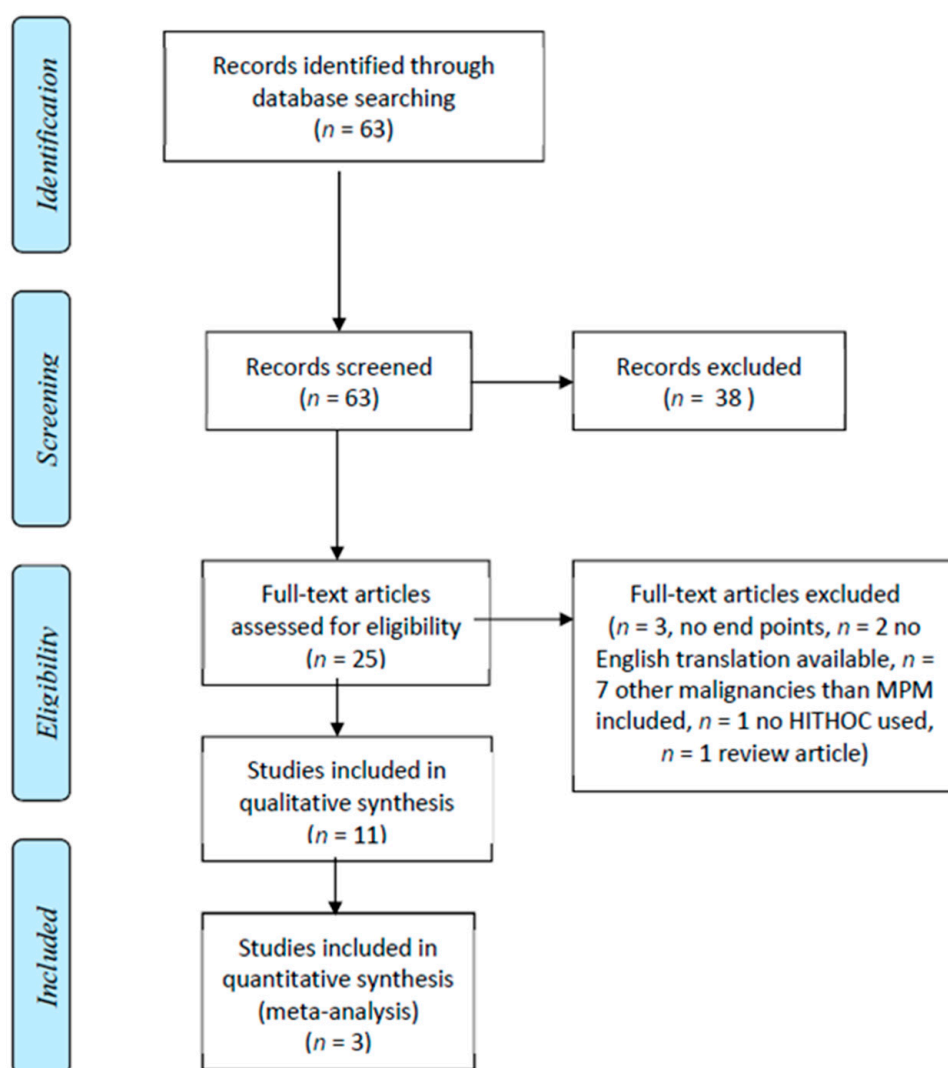 Identification
Records identified through
database searching
(n = 63)
Screening
Records screened
(n = 63)
Records excluded
(n = 38 )
Eligibility
Full-text articles
assessed for eligibility
(n = 25)
Full-text articles excluded
(n = 3, no end points, n = 2 no
English translation available, n =
7 other malignancies than MPM
included, n = 1 no HITHOC used,
n = 1 review article)
Studies included in
qualitative synthesis
(n = 11)
Included
Studies included in
quantitative synthesis
(meta-analysis)
(n = 3)